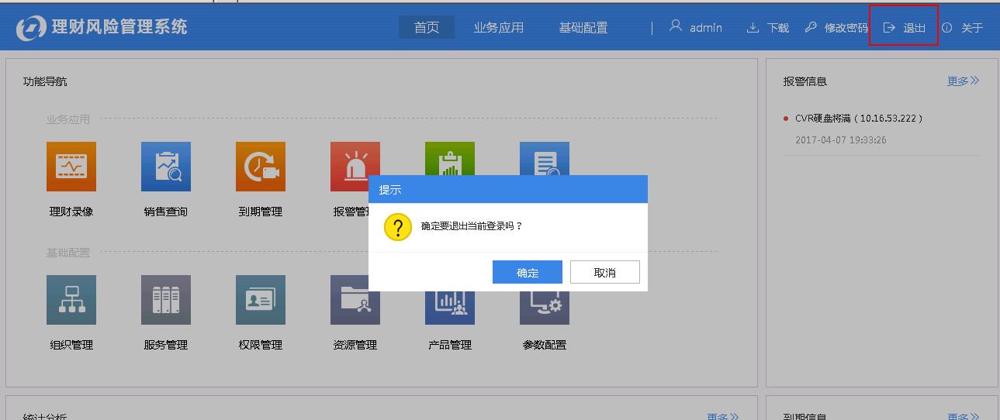 理财风险管理系统 首页 业务应用 基础配置 admin 下载 修改密码 退出 关于
功能导航
业务应用
理财录像 销售查询 到期管理 报警管理
基础配置
组织管理 服务管理 权限管理 资源管理 产品管理 参数配置
提示
确定要退出当前登录吗？
确定 取消
报警信息 更多
CVR硬盘将满（10.16.53.222）
2017-04-07 19:33:26
统计分析 更多
到期信息 更多